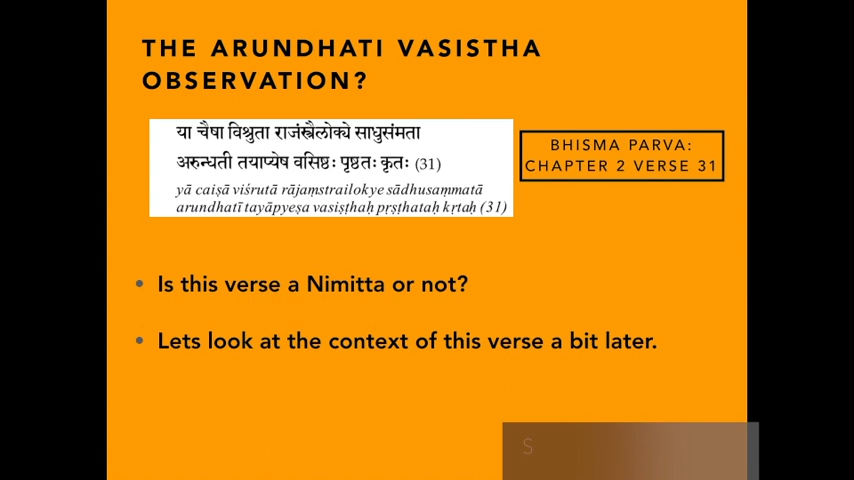 THE ARUNDHATI VASISTHA
OBSERVATION?
या चैषा विश्रुता राजंस्त्रैलोक्ये साधुसंमता
अरुन्धती तयाप्येष वसिष्ठः पृष्ठतः कृतः (31)
yā caiṣā viśrutā rājaṃstrailokye sādhusammatā
arundhatī tayāpyeṣa vasiṣṭhaḥ pṛṣṭhataḥ kṛtaḥ (31)
BHISMA PARVA:
CHAPTER 2 VERSE 31
• Is this verse a Nimitta or not?
• Lets look at the context of this verse a bit later.
S